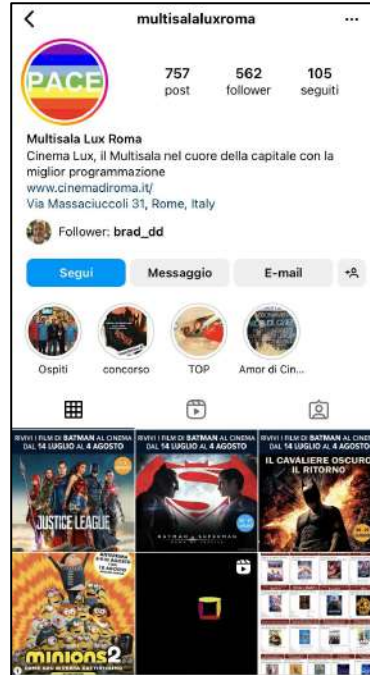 multisalaluxroma
PACE
757 562 105
post follower seguiti
Multisala Lux Roma
Cinema Lux, il Multisala nel cuore della capitale con la
miglior programmazione
www.cinemadiroma.it/
Via Massaciuccoli 31, Rome, Italy
Follower: brad_dd
Segui Messaggio E-mail
Ospiti concorso TOP Amor di Cin...
RIVIVI I FILM DI BATMAN AL CINEMA
DAL 14 LUGLIO AL 4 AGOSTO
JUSTICE LEAGUE
RIVIVI I FILM DI BATMAN AL CINEMA
DAL 14 LUGLIO AL 4 AGOSTO
BATMAN SUPERMAN
RIVIVI I FILM DI BATMAN AL CINEMA
DAL 14 LUGLIO AL 4 AGOSTO
IL CAVALIERE OSCURO
IL RITORNO
minions2